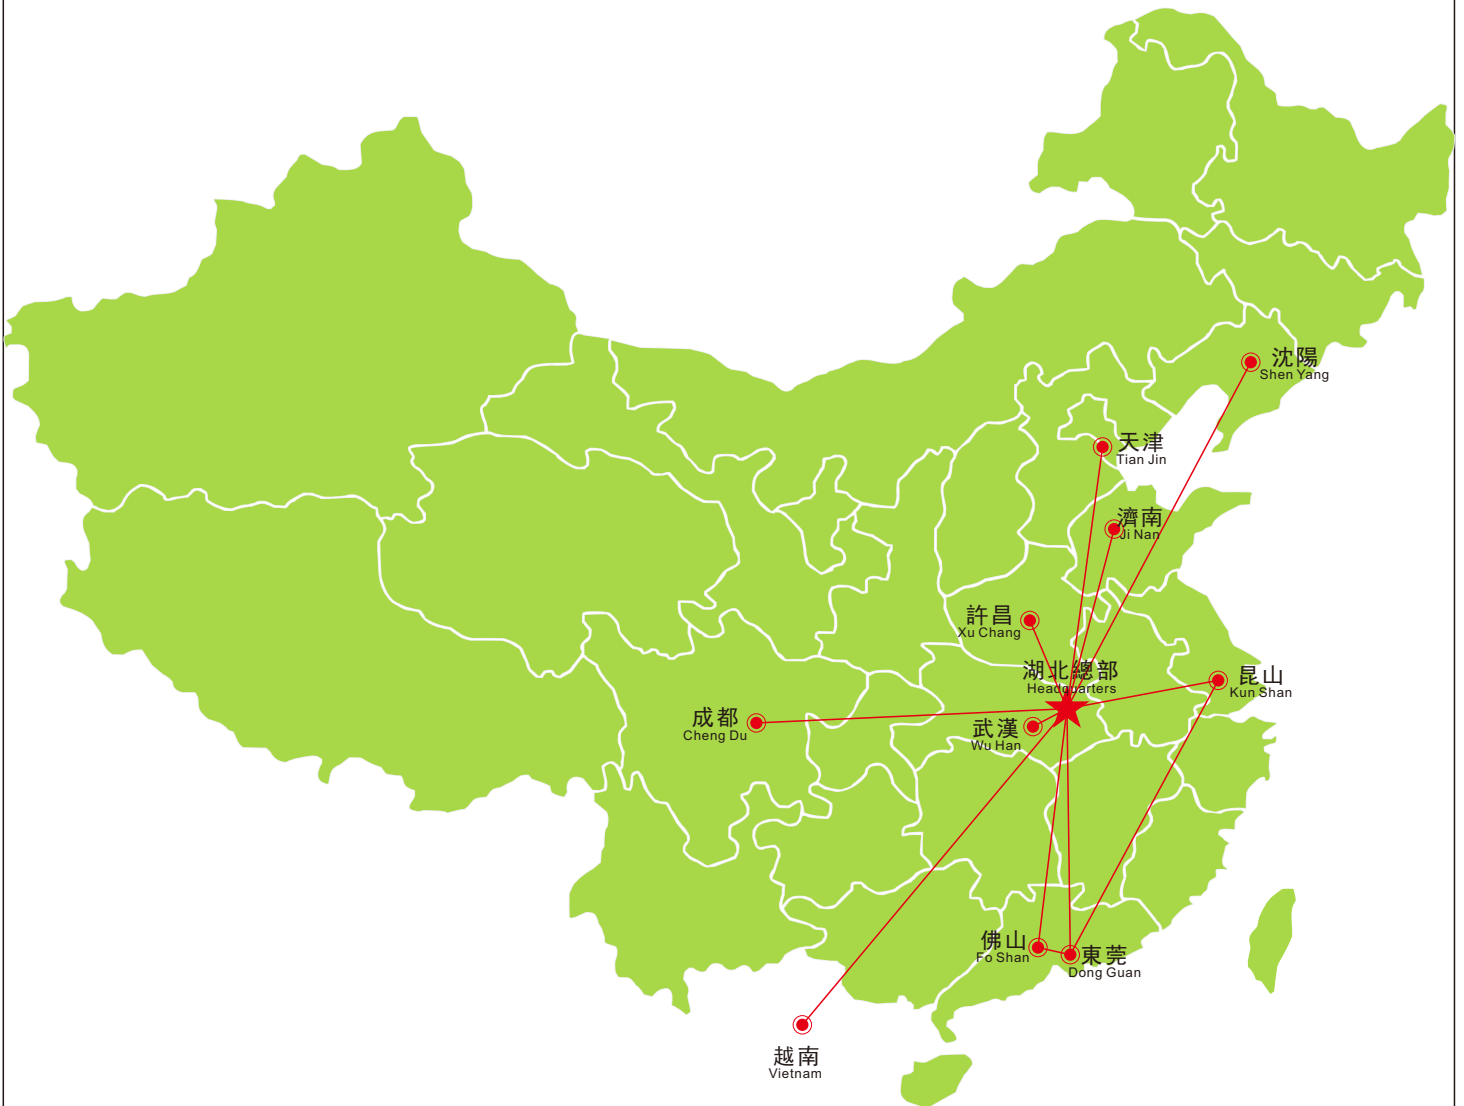 沈陽
Shen Yang
天津
Tian Jin
濟南
Ji Nan
許昌
Xu Chang
湖北總部
Headquarters
昆山
Kun Shan
成都
Cheng Du
武漢
Wu Han
佛山
Fo Shan
東莞
Dong Guan
越南
Vietnam